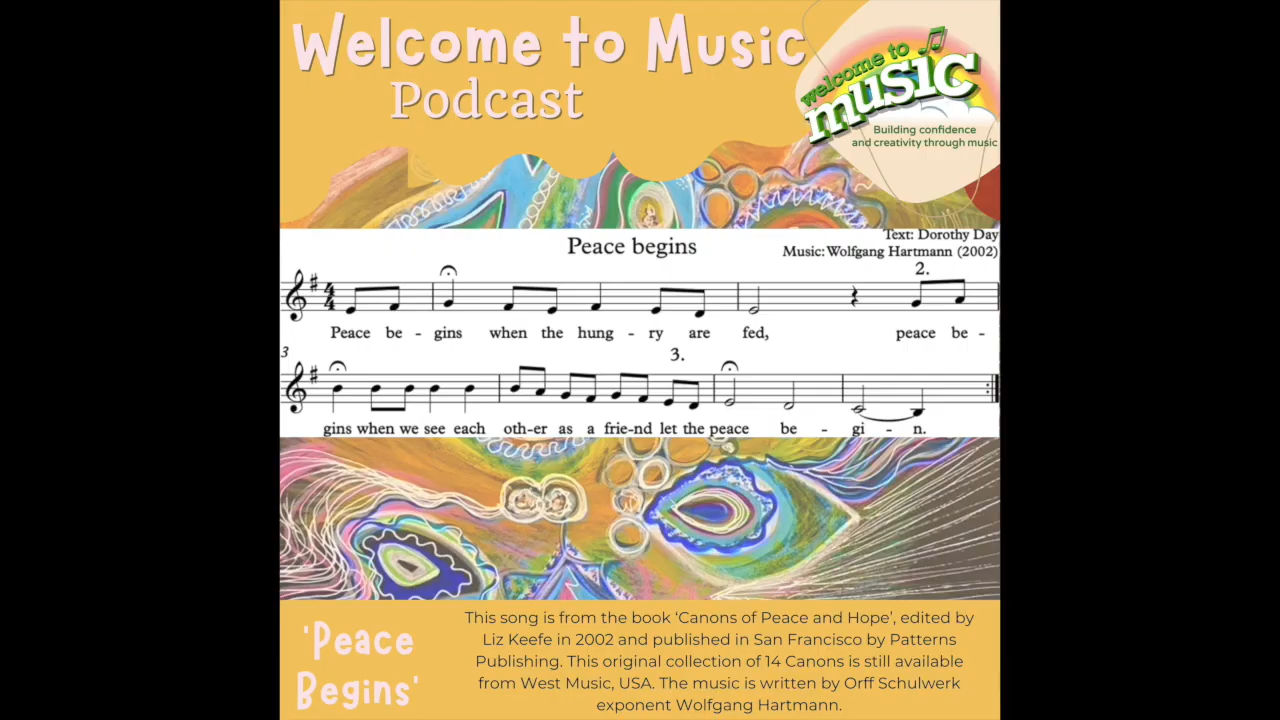 Welcome to Music
Podcast
welcome to
music
Building confidence
and creativity through music
Peace begins
Text: Dorothy Day
Music: Wolfgang Hartmann (2002)
2.
4
4
Peace be - gins when the hung - ry are fed, peace be -
3
3.
gins when we see each oth-er as a frie-nd let the peace be - gi - n.
'Peace
Begins'
This song is from the book ‘Canons of Peace and Hope’, edited by
Liz Keefe in 2002 and published in San Francisco by Patterns
Publishing. This original collection of 14 Canons is still available
from West Music, USA. The music is written by Orff Schulwerk
exponent Wolfgang Hartmann.